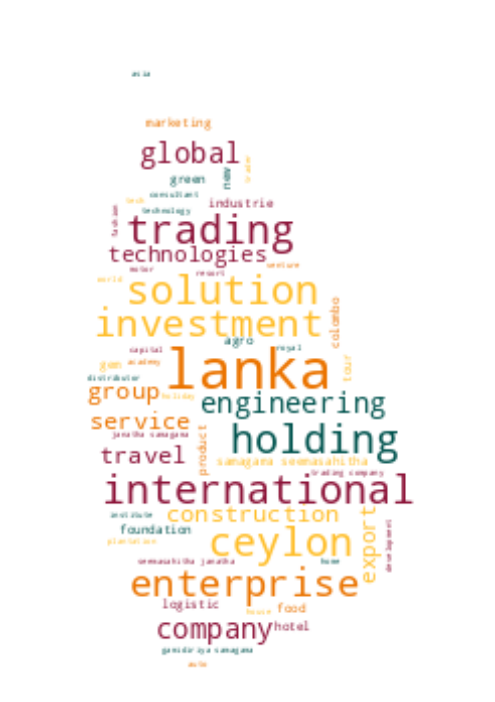 asia
marketing
global
green
new
trader
consultant
tech
technology
industrie
fashion
trading
technologies
venture
motor
resort
world
solution
investment
colombo
agro
royal
capital
gem
academy
tour
lanka
distributor
group
holiday
engineering
service
janatha samagama
product
holding
travel
samagama seemasahitha
trading company
international
institute
construction
export
development
foundation
plantation
ceylon
seemasahitha janatha
home
enterprise
logistic
house
food
company
hotel
auto